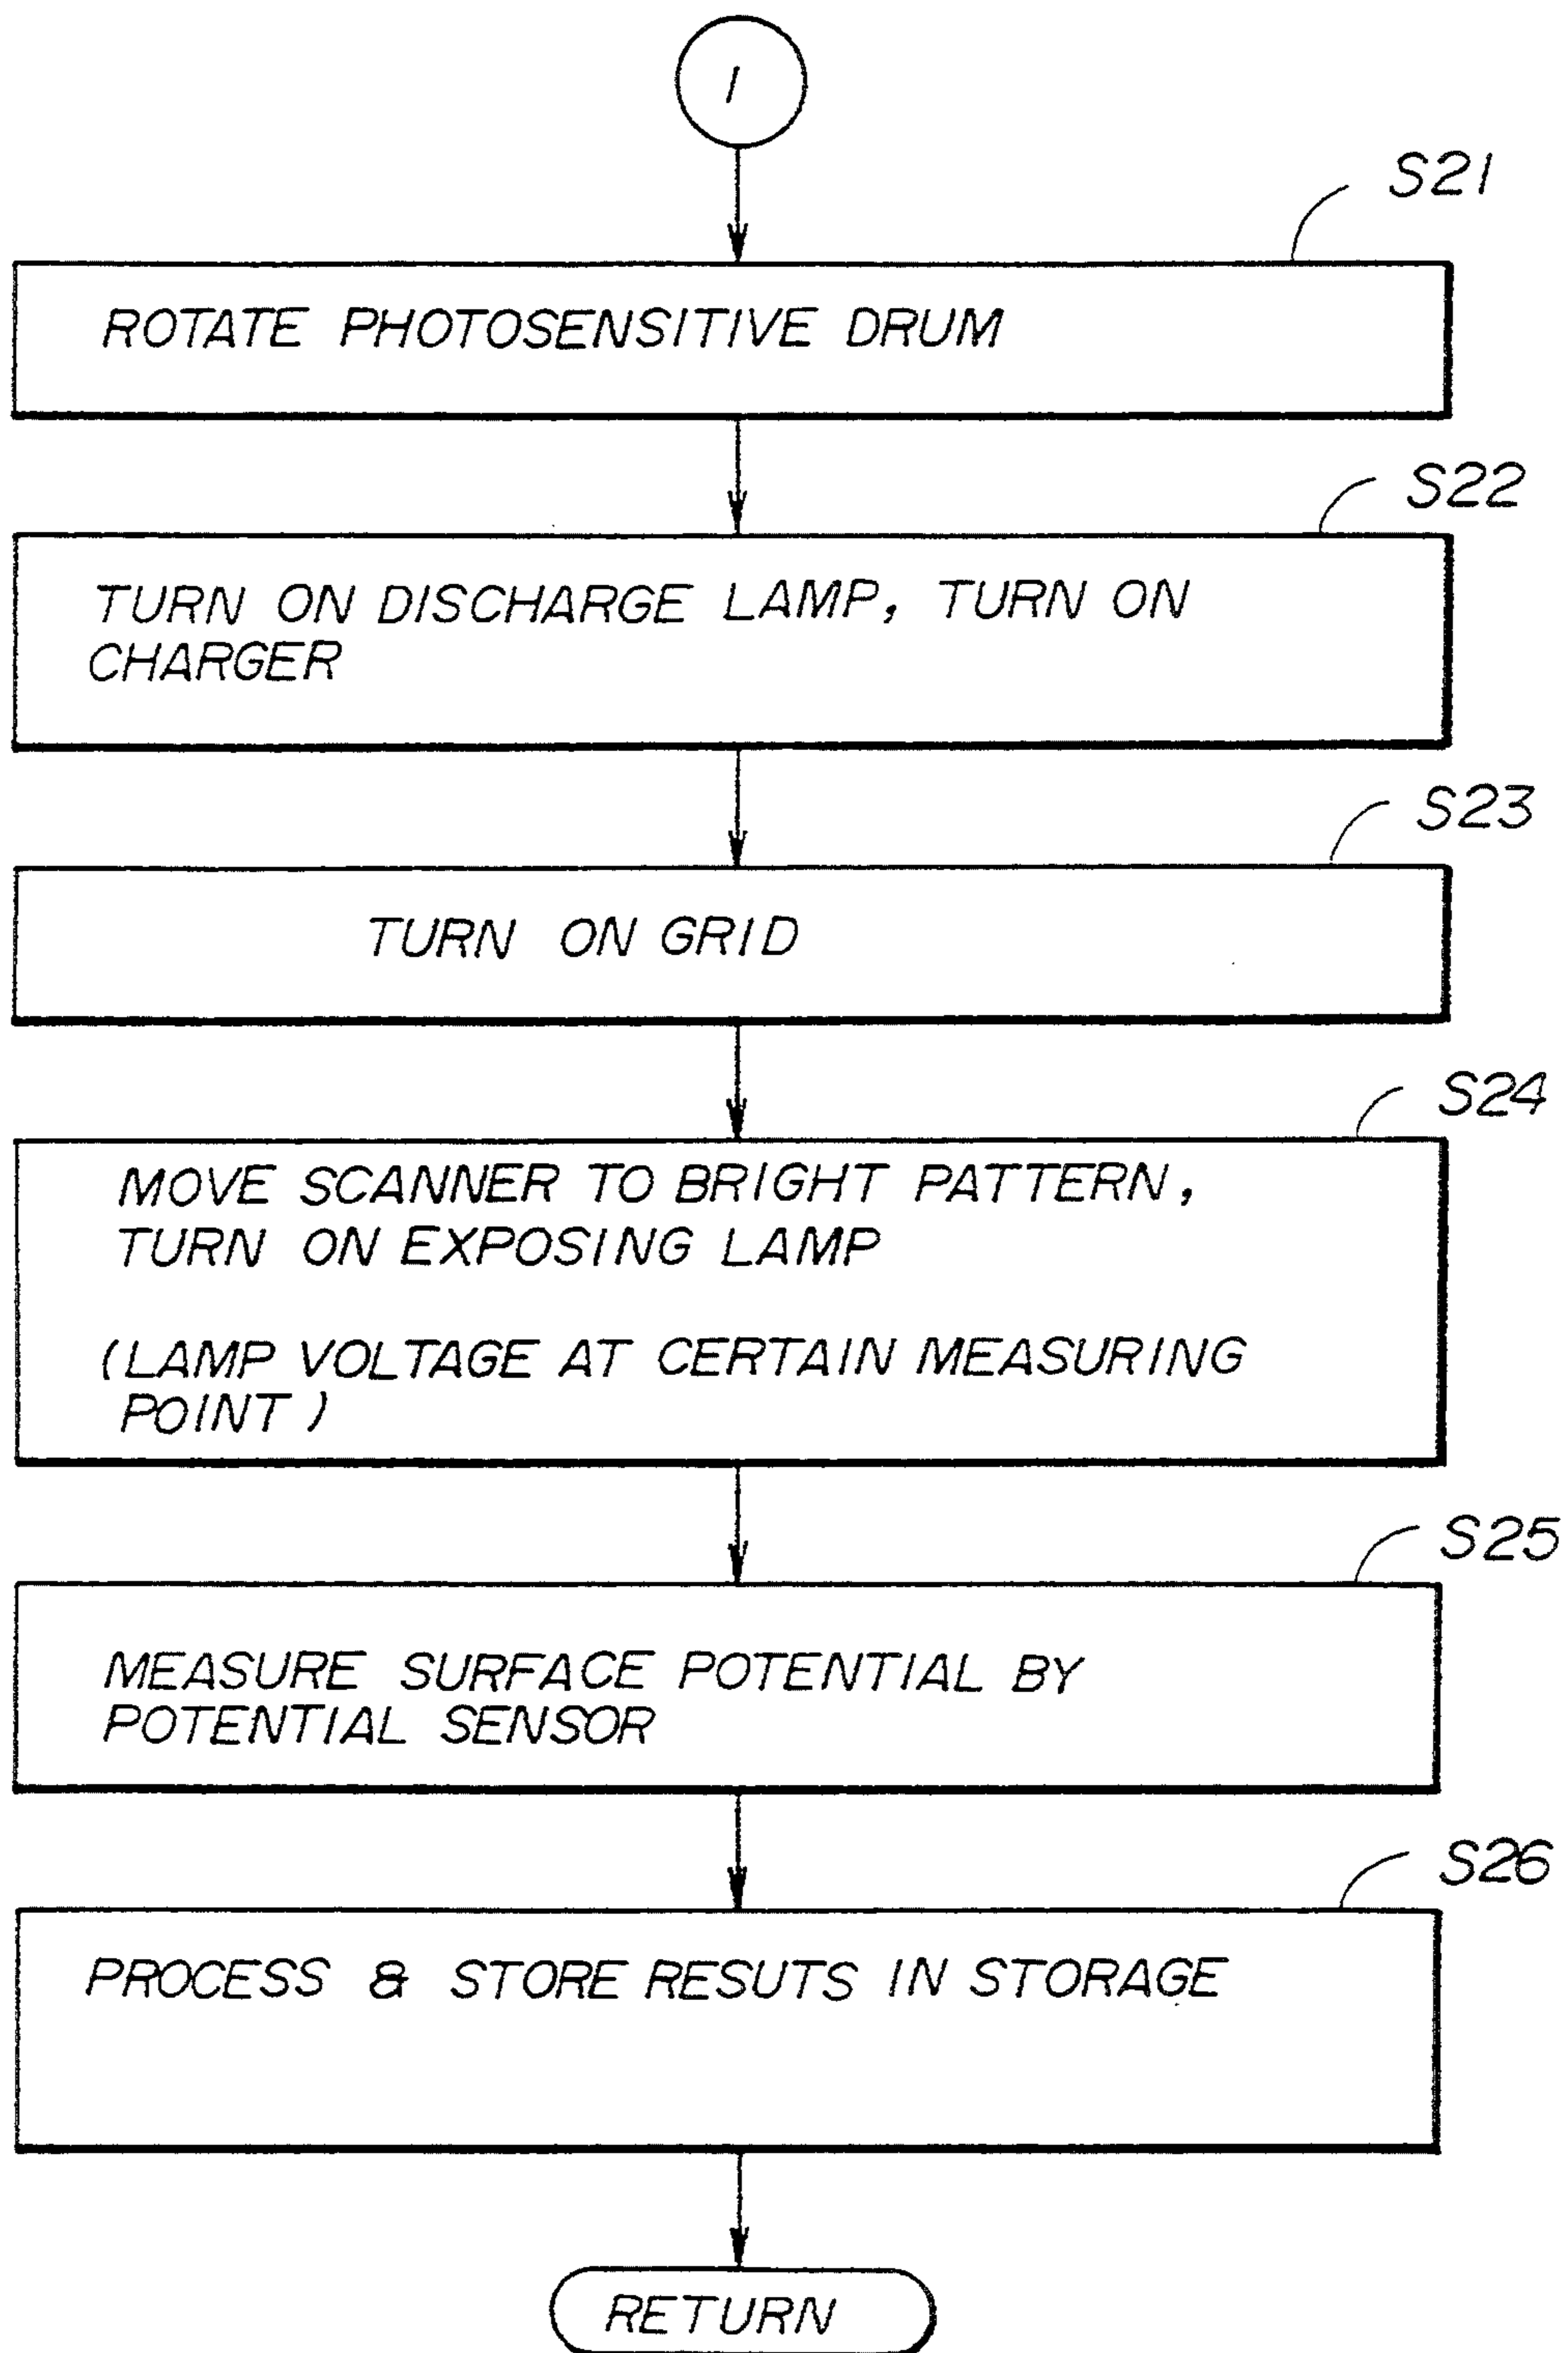 1
S21
ROTATE PHOTOSENSITIVE DRUM
S22
TURN ON DISCHARGE LAMP, TURN ON
CHARGER
S23
TURN ON GRID
S24
MOVE SCANNER TO BRIGHT PATTERN,
TURN ON EXPOSING LAMP
(LAMP VOLTAGE AT CERTAIN MEASURING
POINT)
S25
MEASURE SURFACE POTENTIAL BY
POTENTIAL SENSOR
S26
PROCESS & STORE RESUTS IN STORAGE
RETURN